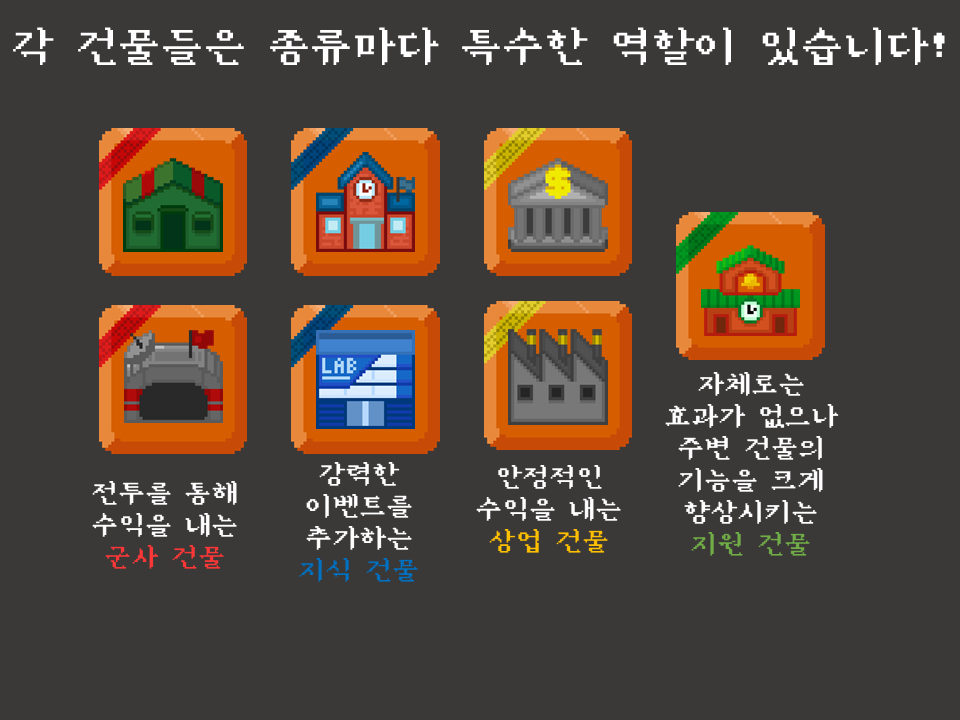 각 건물들은 종류마다 특수한 역할이 있습니다!
$
LAB
전투를 통해
수익을 내는
군사 건물
강력한
이벤트를
추가하는
지식 건물
안정적인
수익을 내는
상업 건물
자체로는
효과가 없으나
주변 건물의
기능을 크게
향상시키는
지원 건물